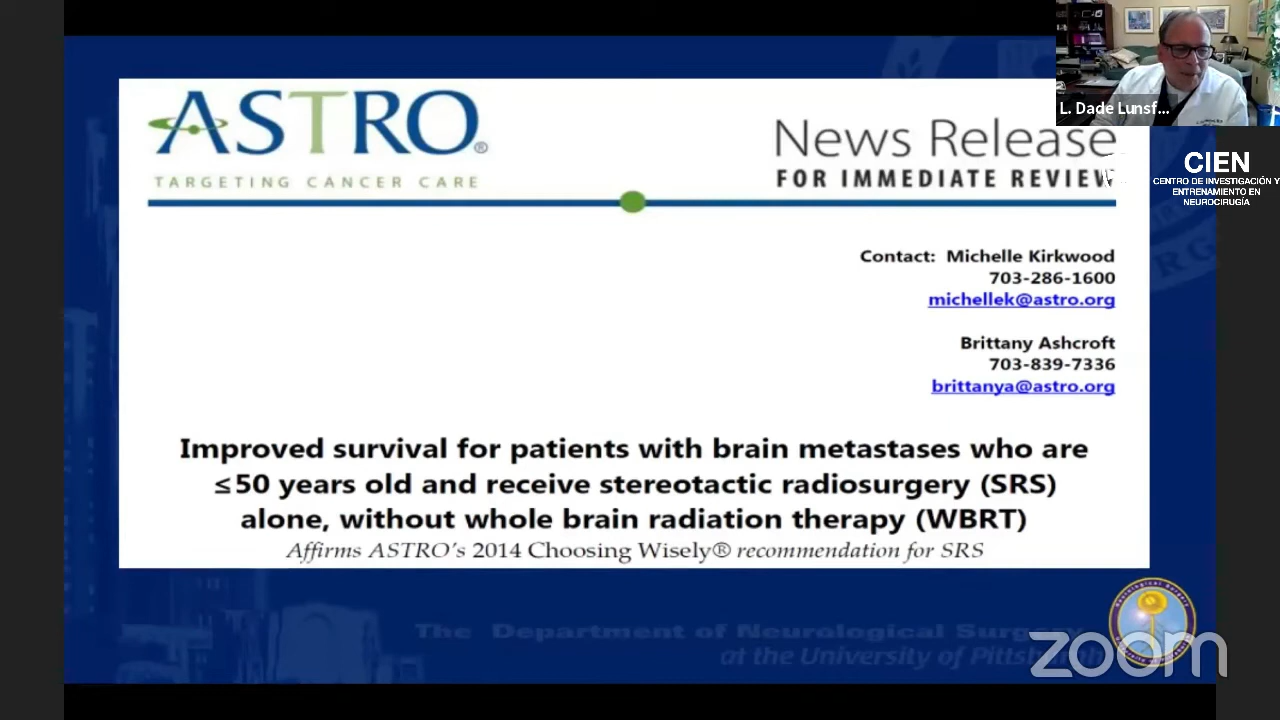 ASTRO®
TARGETING CANCER CARE
News Release
FOR IMMEDIATE REVIEW
L. Dade Lunsf...
CIEN
CENTRO DE INVESTIGACIÓN Y
ENTRENAMIENTO EN
NEUROCIRUGÍA
Contact: Michelle Kirkwood
703-286-1600
michellek@astro.org
Brittany Ashcroft
703-839-7336
brittanya@astro.org
Improved survival for patients with brain metastases who are
≤50 years old and receive stereotactic radiosurgery (SRS)
alone, without whole brain radiation therapy (WBRT)
Affirms ASTRO's 2014 Choosing Wisely® recommendation for SRS
The Department of Neurological Surgery
at the University of Pittsburgh
zoom